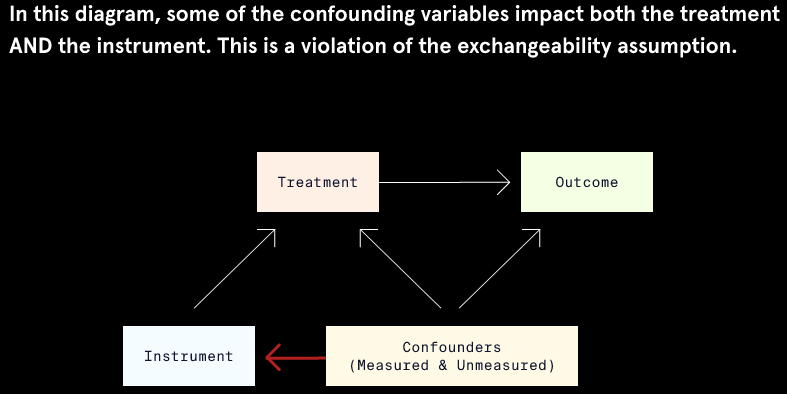 In this diagram, some of the confounding variables impact both the treatment
AND the instrument. This is a violation of the exchangeability assumption.
Treatment
Outcome
Instrument
Confounders
(Measured & Unmeasured)